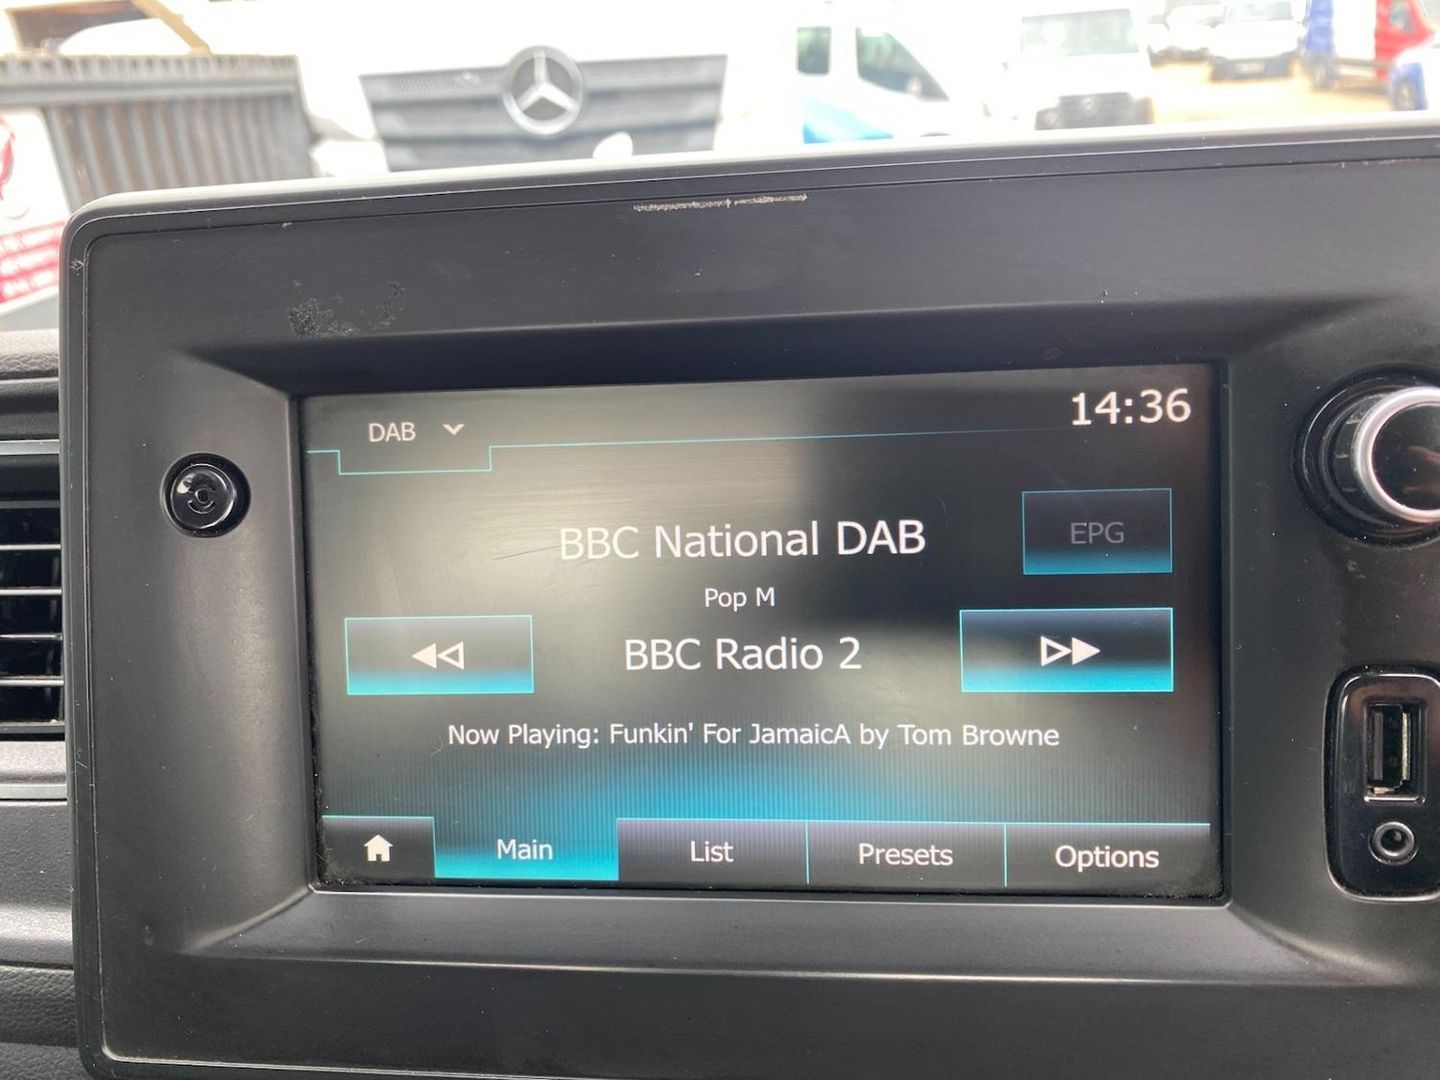 DAB
14:36
BBC National DAB
EPG
Pop M
BBC Radio 2
Now Playing: Funkin' For JamaicA by Tom Browne
Main
List
Presets
Options